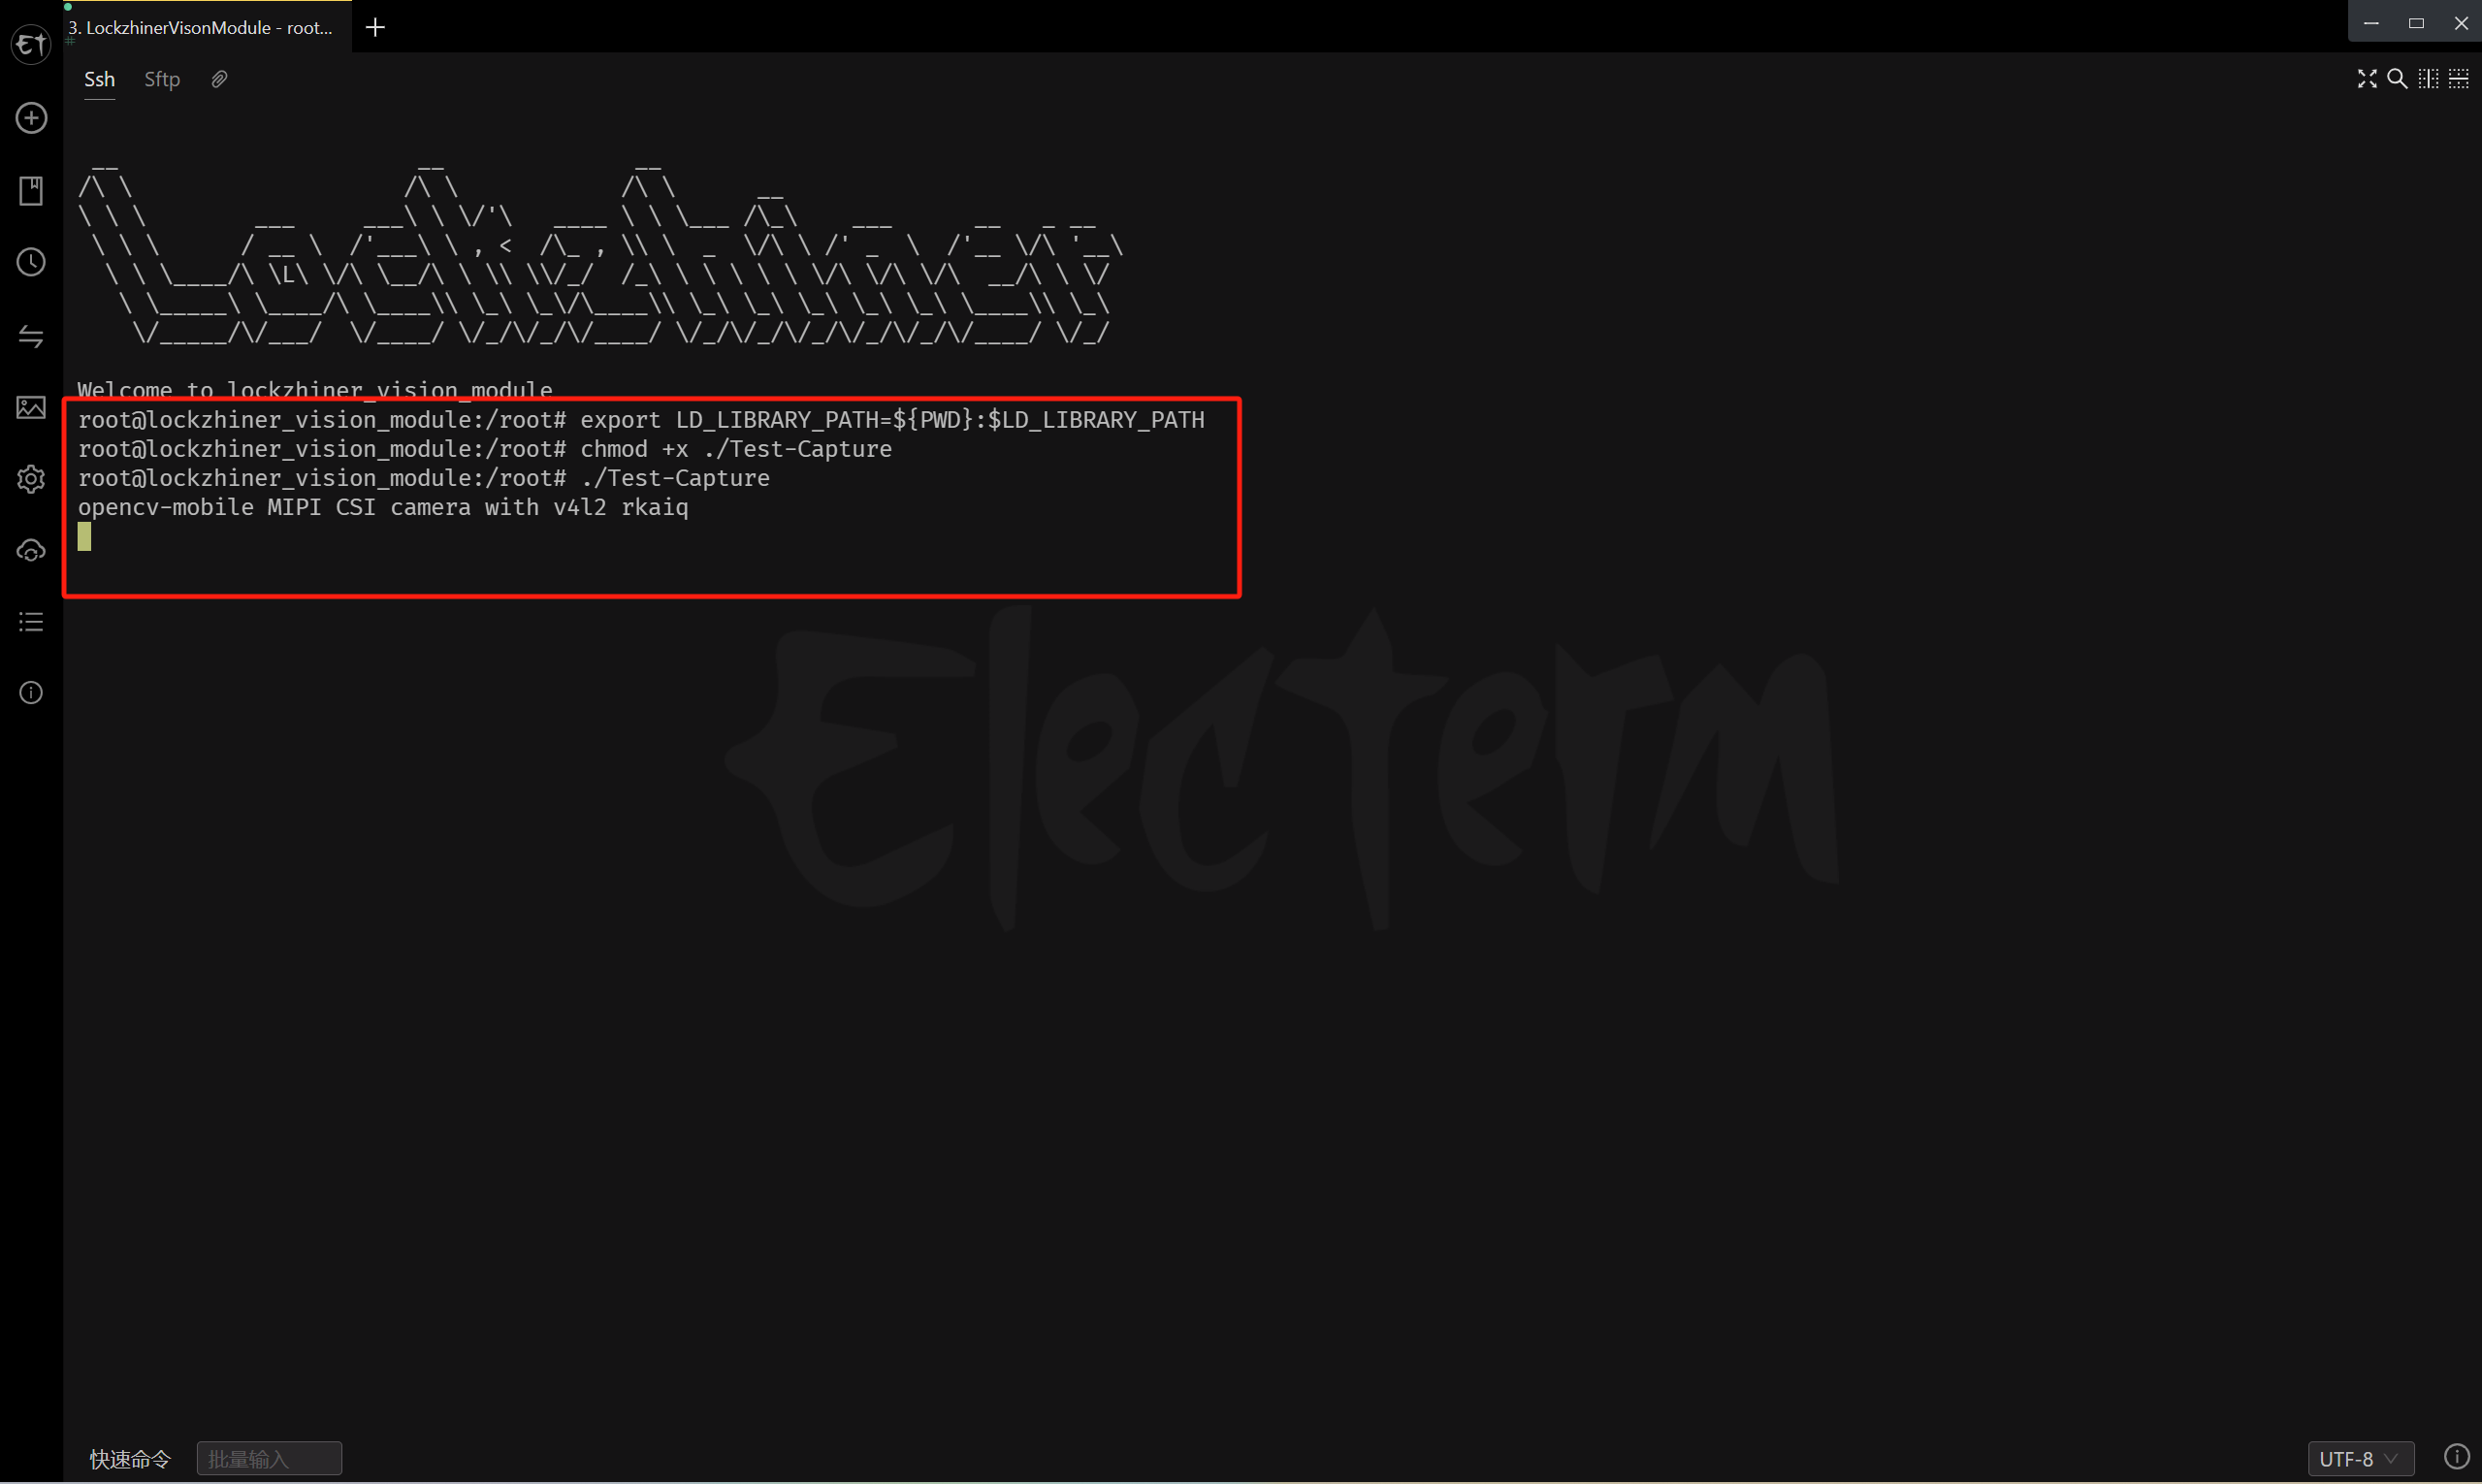 3. LockzhinerVisonModule - root...
Ssh Sftp
Welcome to lockzhiner_vision_module
root@lockzhiner_vision_module:/root# export LD_LIBRARY_PATH=${PWD}:$LD_LIBRARY_PATH
root@lockzhiner_vision_module:/root# chmod +x ./Test-Capture
root@lockzhiner_vision_module:/root# ./Test-Capture
opencv-mobile MIPI CSI camera with v4l2 rkaiq
Electerm
快速命令 批量输入 UTF-8